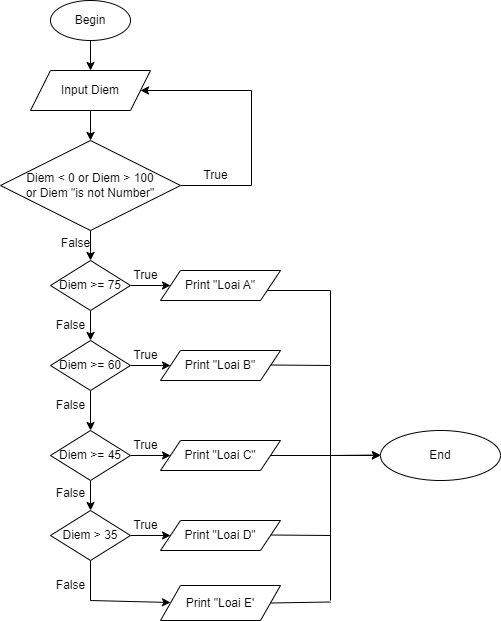 Begin
Input Diem
Diem < 0 or Diem > 100
or Diem "is not Number"
True
False
Diem >= 75
True
Print "Loai A"
False
Diem >= 60
True
Print "Loai B"
False
Diem >= 45
True
Print "Loai C"
End
False
Diem > 35
True
Print "Loai D"
False
Print "Loai E'